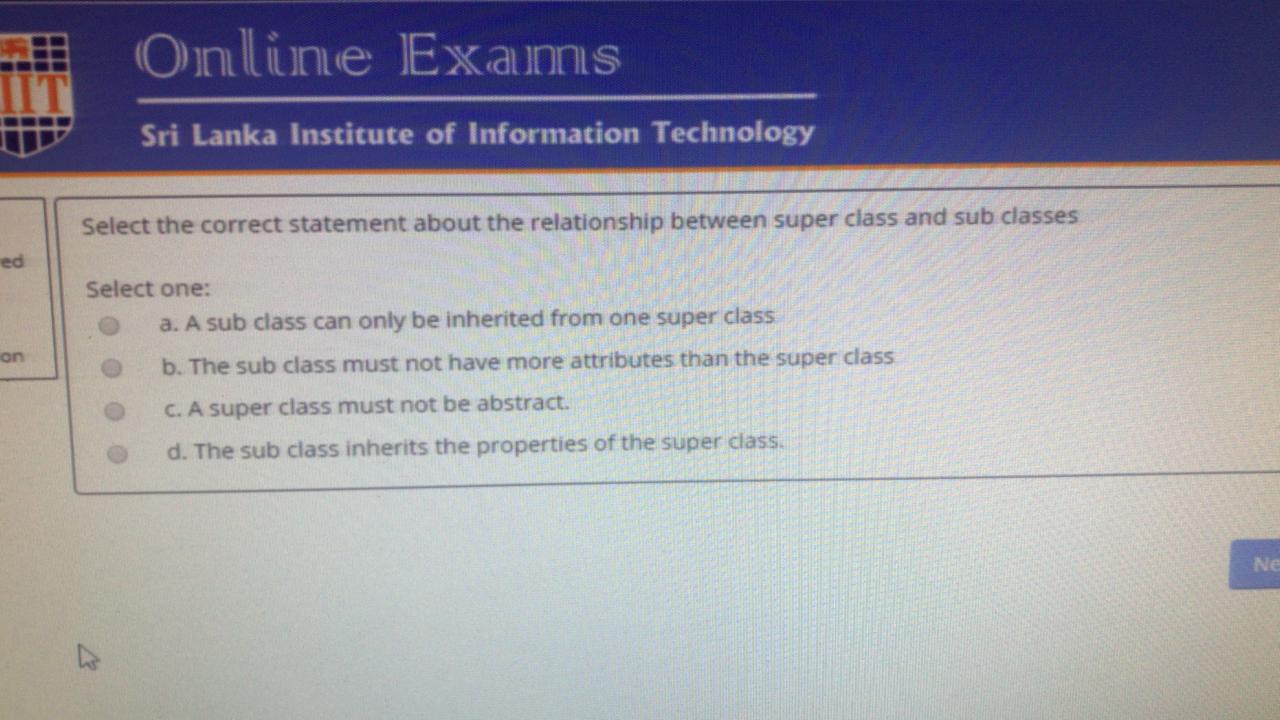 Online Exams
IIT
Sri Lanka Institute of Information Technology
Select the correct statement about the relationship between super class and sub classes
ed
Select one:
a. A sub class can only be inherited from one super class
on
b. The sub class must not have more attributes than the super class
c. A super class must not be abstract.
d. The sub class inherits the properties of the super class.
Ne